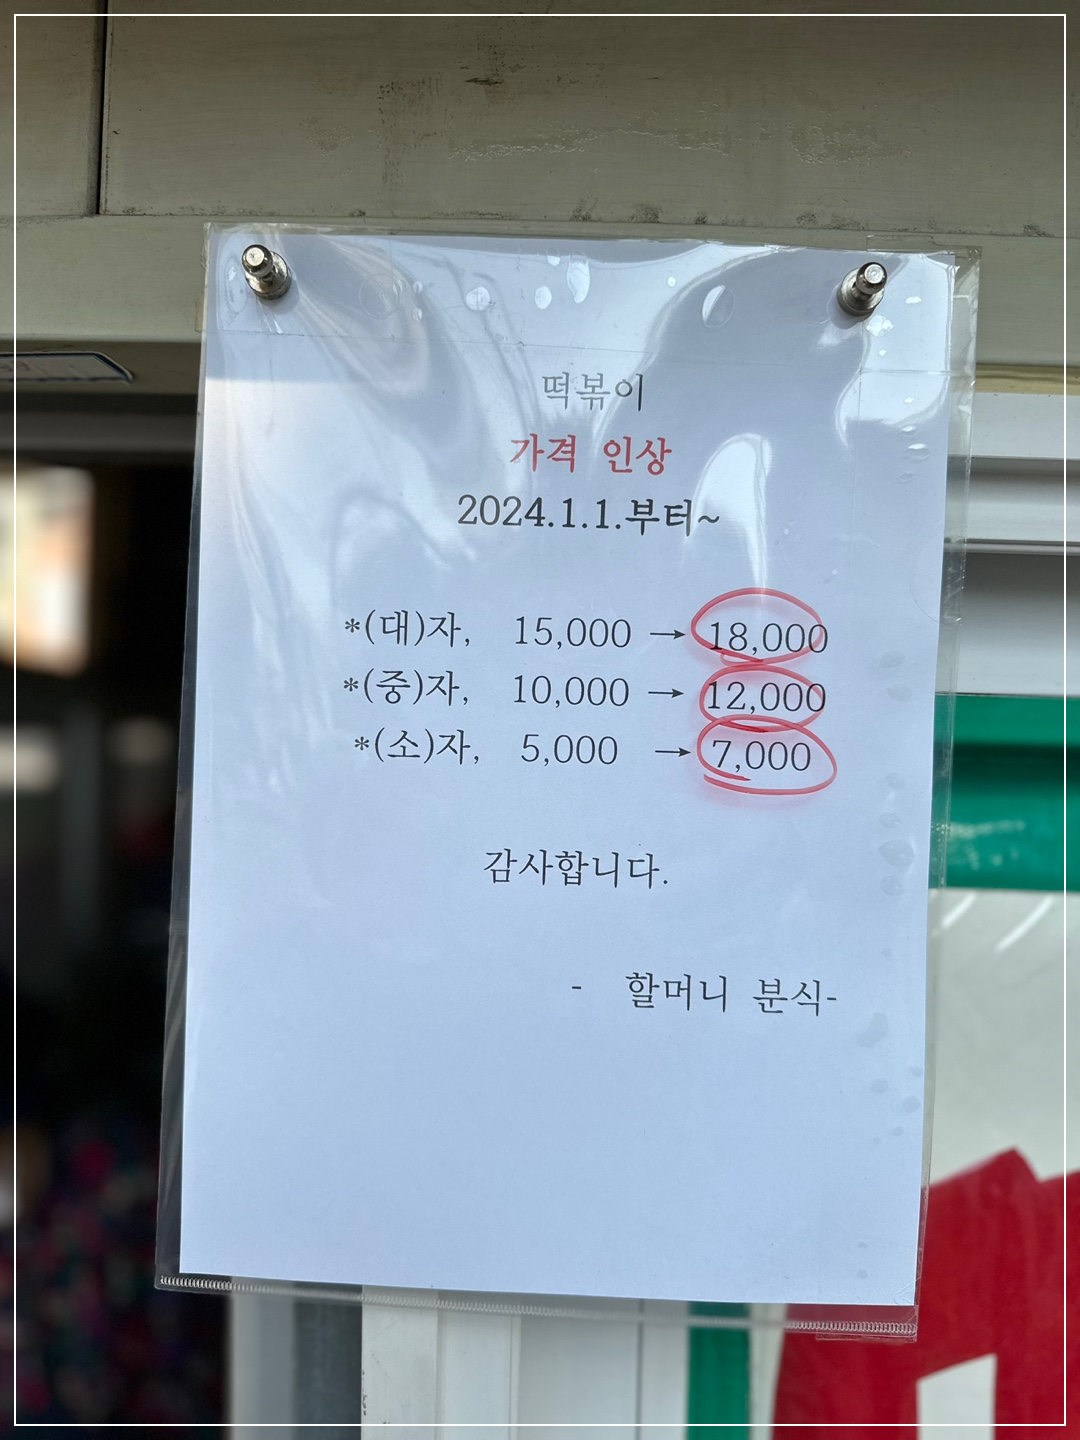 떡볶이
가격 인상
2024.1.1.부터~
*(대)자, 15,000 → 18,000
*(중)자, 10,000 → 12,000
*(소)자, 5,000 → 7,000
감사합니다.
- 할머니 분식-